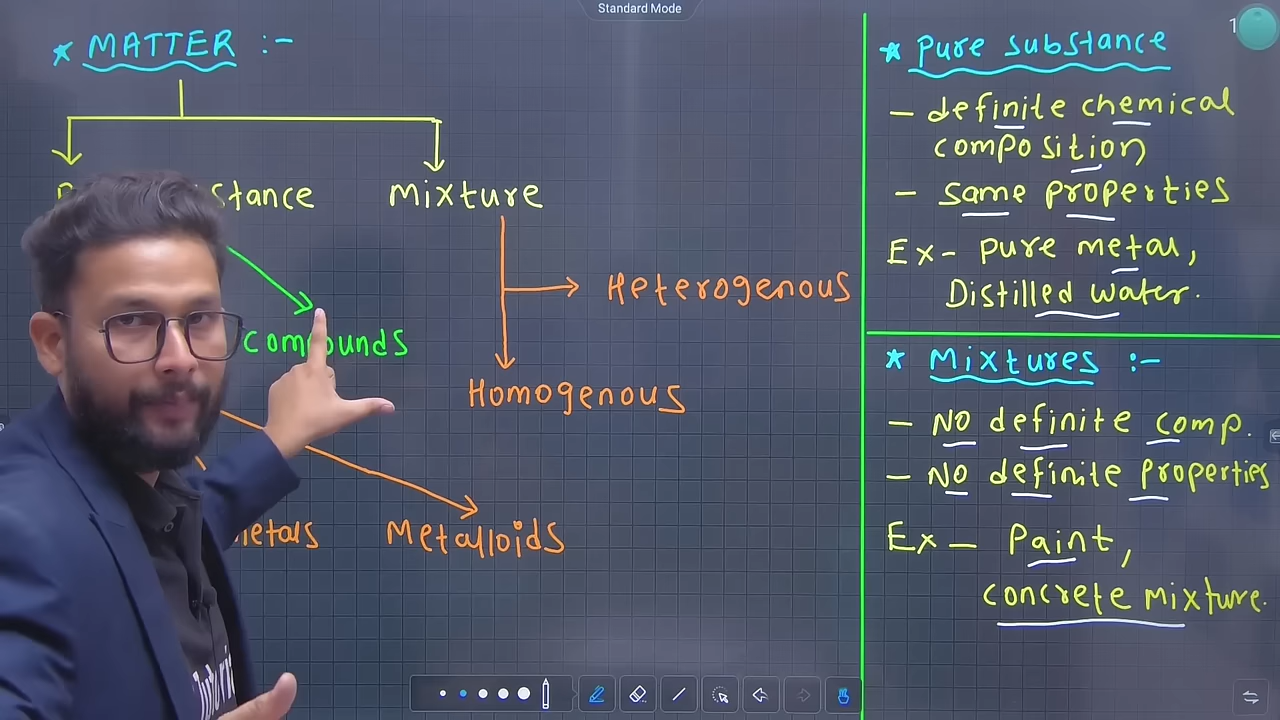 Standard Mode
* MATTER :-
stance
Mixture
Heterogenous
compounds
Homogenous
Metalloids
* Pure substance
- definite chemical
composition
- same properties
Ex- Pure metal,
Distilled water.
* Mixtures :-
- NO definite comp.
- NO definite Properties
Ex - Paint,
concrete mixture.